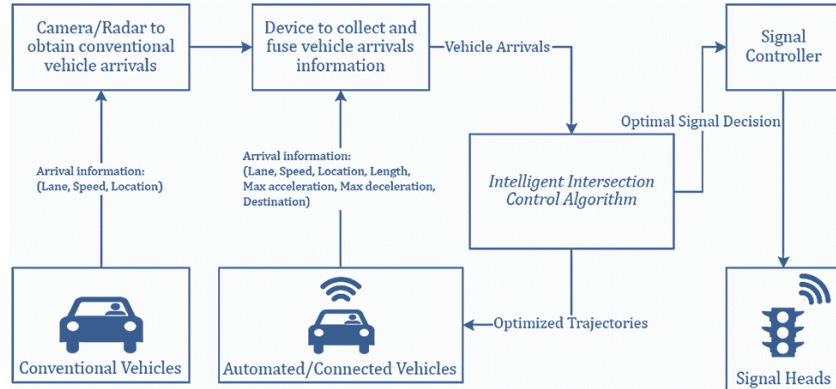 Camera/Radar to
obtain conventional
vehicle arrivals
Device to collect and
fuse vehicle arrivals
information
Vehicle Arrivals
Signal
Controller
Optimal Signal Decision
Arrival information:
(Lane, Speed, Location)
Arrival information:
(Lane, Speed, Location, Length,
Max acceleration, Max deceleration,
Destination)
Intelligent Intersection
Control Algorithm
Optimized Trajectories
Conventional Vehicles
Automated/Connected Vehicles
Signal Heads